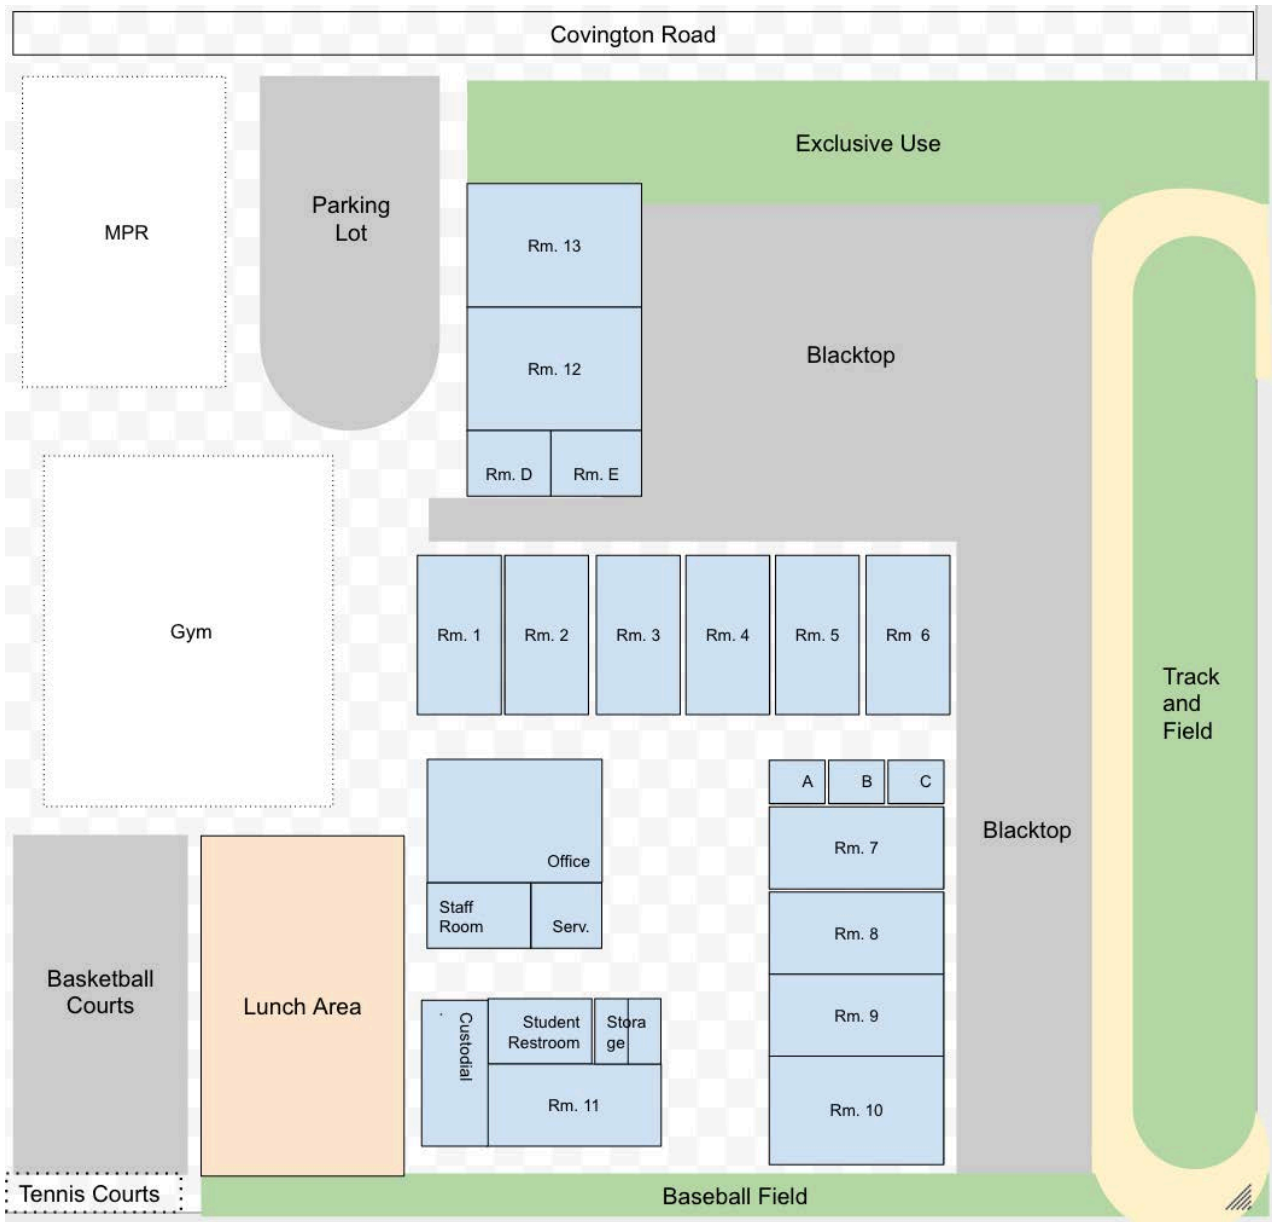 Covington Road
Exclusive Use
MPR
Parking
Lot
Rm. 13
Blacktop
Rm. 12
Rm. D
Rm. E
Gym
Rm. 1
Rm. 2
Rm. 3
Rm. 4
Rm. 5
Rm 6
Track
and
Field
A
B
C
Office
Rm. 7
Blacktop
Staff
Room
Serv.
Rm. 8
Basketball
Courts
Lunch Area
Custodial
Student
Restroom
Stora
ge
Rm. 9
Rm. 11
Rm. 10
Tennis Courts
Baseball Field